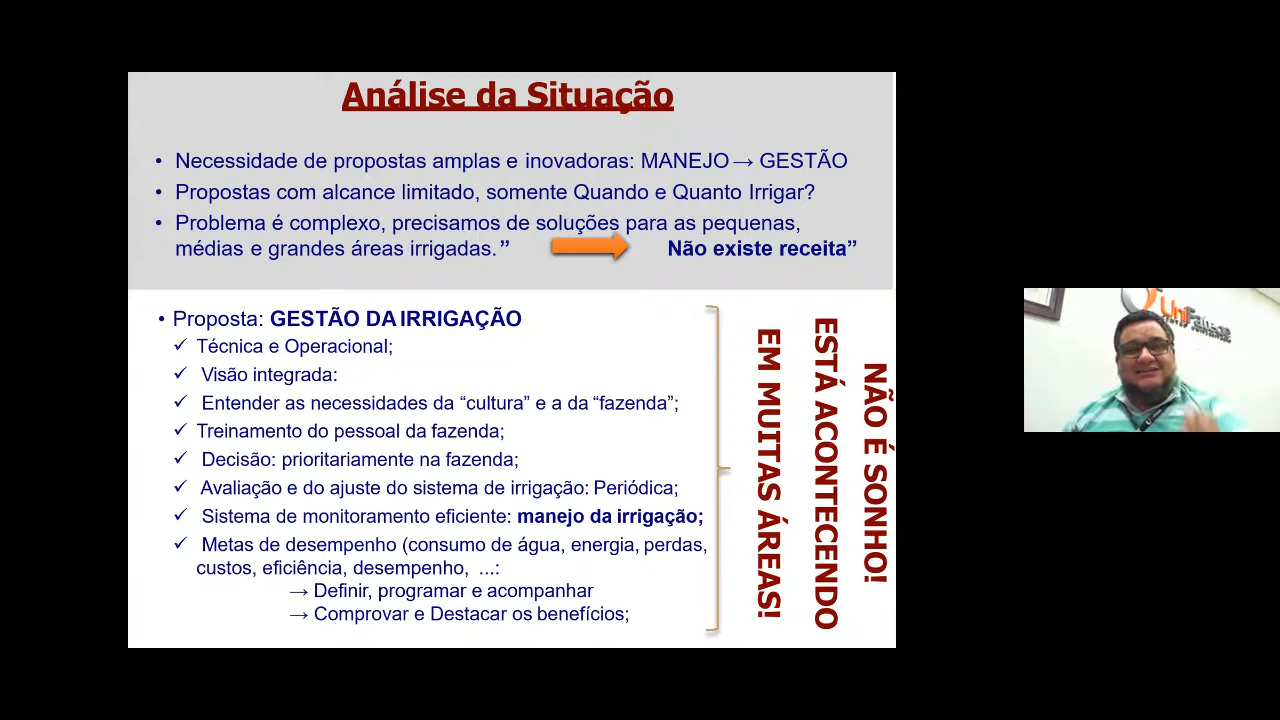 Análise da Situação
• Necessidade de propostas amplas e inovadoras: MANEJO → GESTÃO
• Propostas com alcance limitado, somente Quando e Quanto Irrigar?
• Problema é complexo, precisamos de soluções para as pequenas,
médias e grandes áreas irrigadas.” Não existe receita”
• Proposta: GESTÃO DA IRRIGAÇÃO
✓ Técnica e Operacional;
✓ Visão integrada:
✓ Entender as necessidades da “cultura” e a da “fazenda”;
✓ Treinamento do pessoal da fazenda;
✓ Decisão: prioritariamente na fazenda;
✓ Avaliação e do ajuste do sistema de irrigação: Periódica;
✓ Sistema de monitoramento eficiente: manejo da irrigação;
✓ Metas de desempenho (consumo de água, energia, perdas,
custos, eficiência, desempenho, ...:
→ Definir, programar e acompanhar
→ Comprovar e Destacar os benefícios;
NÃO É SONHO!
ESTÁ ACONTECENDO
EM MUITAS ÁREAS!